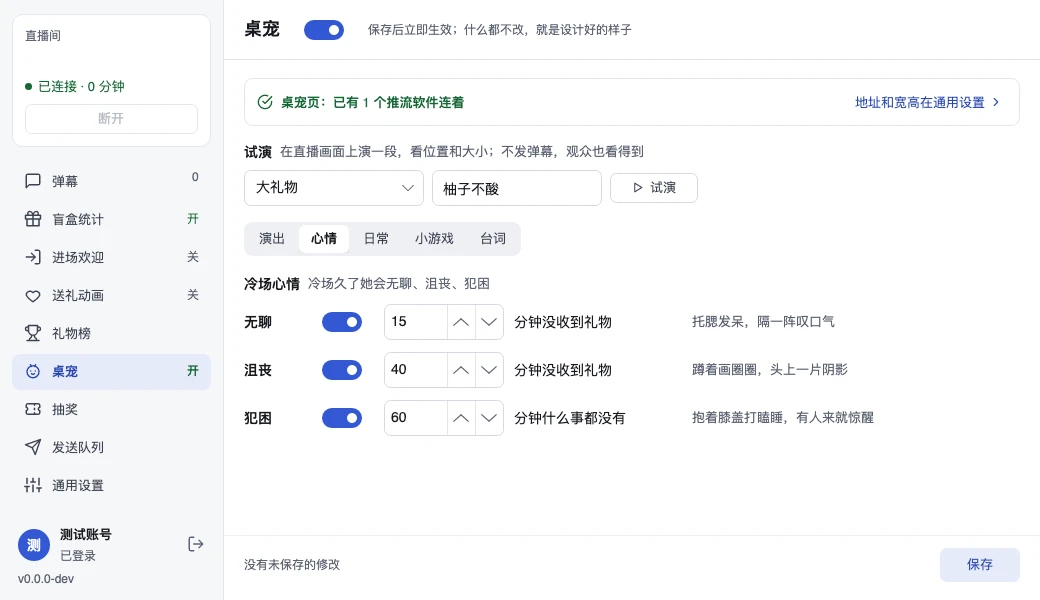 直播间
已连接 · 0 分钟
断开
弹幕 0
盲盒统计 开
进场欢迎 关
送礼动画 关
礼物榜
桌宠 开
抽奖
发送队列
通用设置
测 测试账号
已登录
v0.0.0-dev
桌宠 保存后立即生效；什么都不改，就是设计好的样子
桌宠页：已有 1 个推流软件连着 地址和宽高在通用设置
试演 在直播画面上演一段，看位置和大小；不发弹幕，观众也看得到
大礼物 柚子不酸 试演
演出 心情 日常 小游戏 台词
冷场心情 冷场久了她会无聊、沮丧、犯困
无聊 15 分钟没收到礼物 托腮发呆，隔一阵叹口气
沮丧 40 分钟没收到礼物 蹲着画圈圈，头上一片阴影
犯困 60 分钟什么事都没有 抱着膝盖打瞌睡，有人来就惊醒
没有未保存的修改 保存